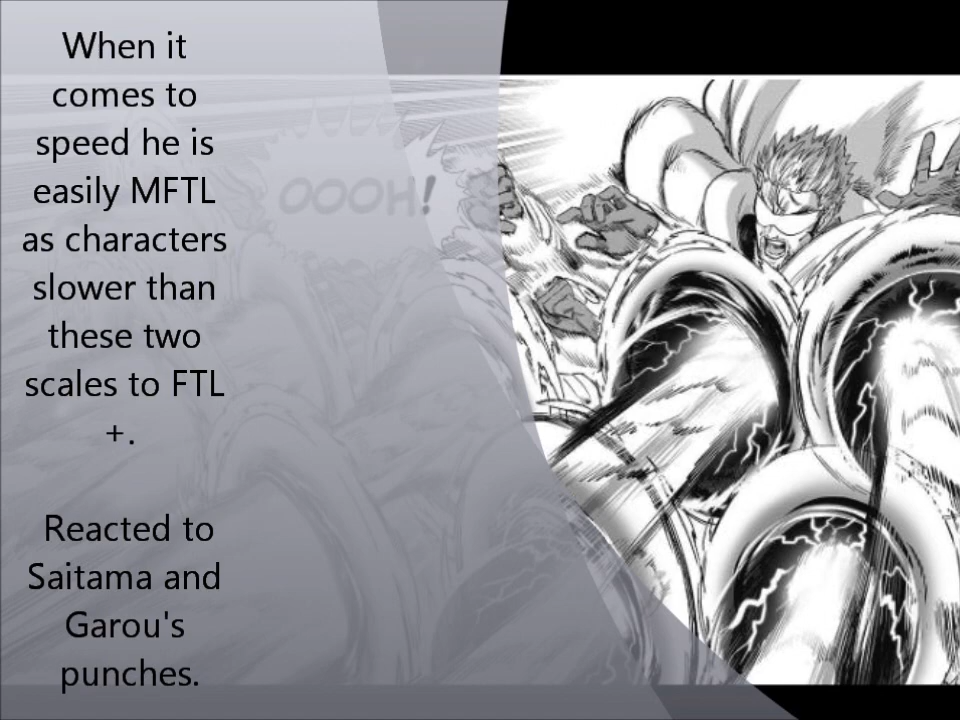 When it
comes to
speed he is
easily MFTL
as characters
slower than
these two
scales to FTL
+.
Reacted to
Saitama and
Garou's
punches.
OOOH!